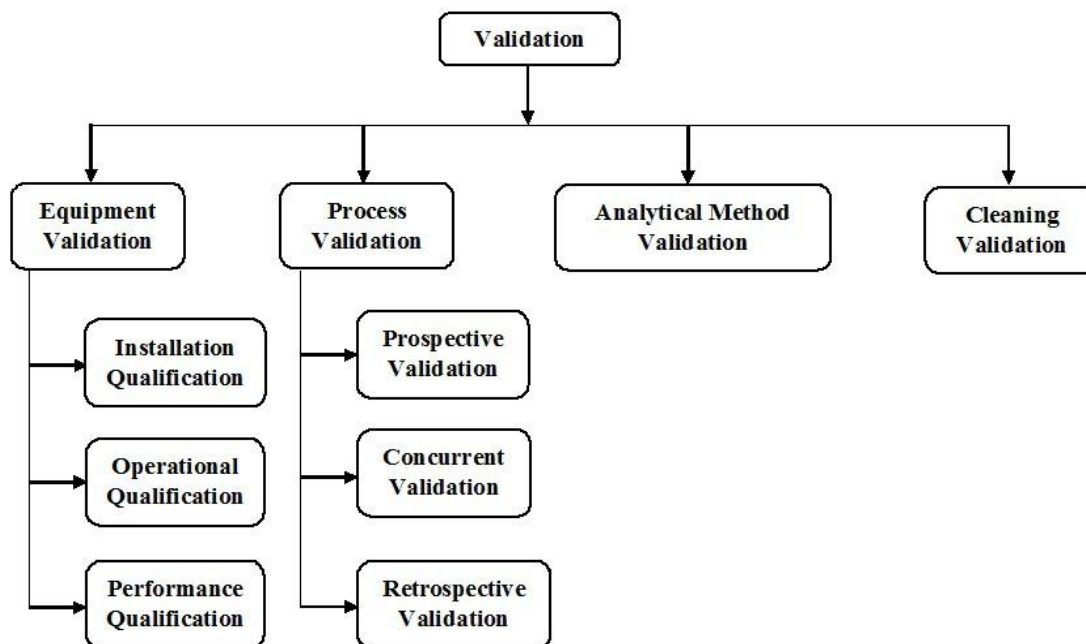 Validation
Equipment
Validation
Process
Validation
Analytical Method
Validation
Cleaning
Validation
Installation
Qualification
Prospective
Validation
Operational
Qualification
Concurrent
Validation
Performance
Qualification
Retrospective
Validation